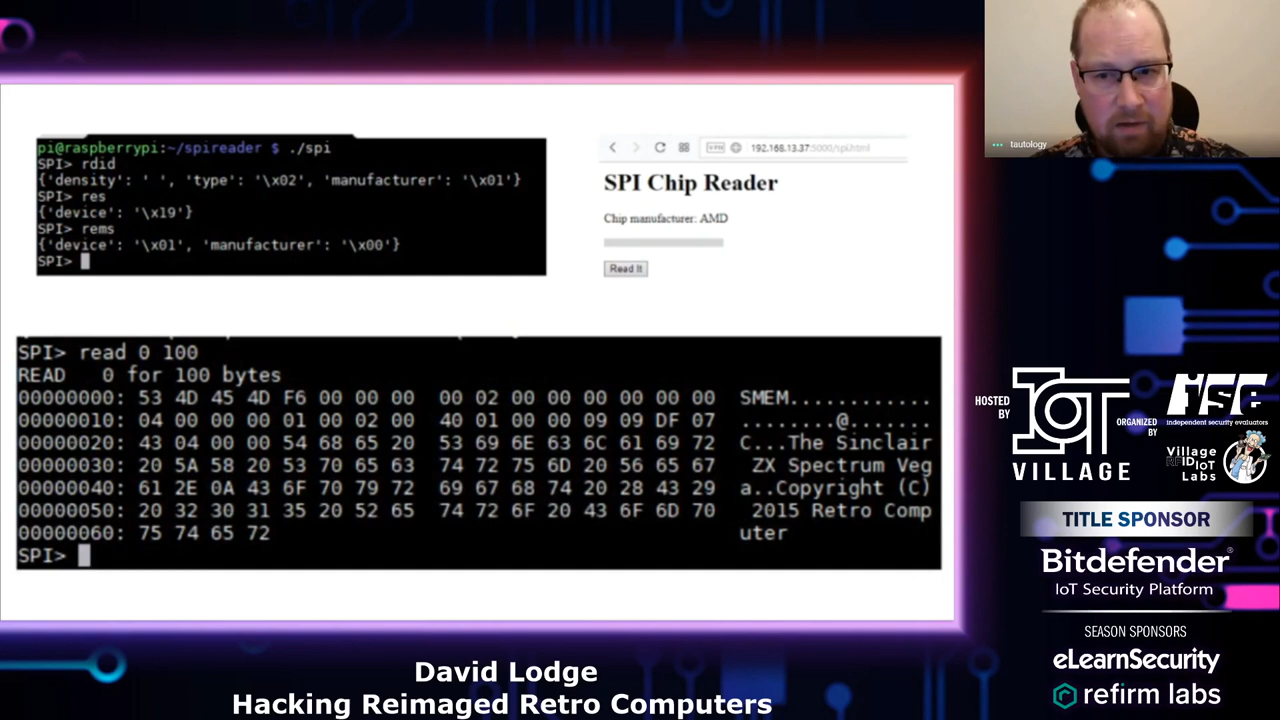 pi@raspberrypi:~/spireader $ ./spi
SPI> rdid
{'density': ' ', 'type': '\x02', 'manufacturer': '\x01'}
SPI> res
{'device': '\x19'}
SPI> rems
{'device': '\x01', 'manufacturer': '\x00'}
SPI>
192.168.13.37:5000/spi.html
SPI Chip Reader
Chip manufacturer: AMD
Read It
SPI> read 0 100
READ   0 for 100 bytes
00000000: 53 4D 45 4D F6 00 00 00  00 02 00 00 00 00 00 00  SMEM............
00000010: 04 00 00 00 01 00 02 00  40 01 00 00 09 09 DF 07  ........@.......
00000020: 43 04 00 00 54 68 65 20  53 69 6E 63 6C 61 69 72  C...The Sinclair
00000030: 20 5A 58 20 53 70 65 63  74 72 75 6D 20 56 65 67   ZX Spectrum Veg
00000040: 61 2E 0A 43 6F 70 79 72  69 67 68 74 20 28 43 29  a..Copyright (C)
00000050: 20 32 30 31 35 20 52 65  74 72 6F 20 43 6F 6D 70   2015 Retro Comp
00000060: 75 74 65 72  uter
SPI>
tautology
HOSTED BY
IOT
VILLAGE
ORGANIZED BY
ISE
independent security evaluators
Village
IoT
Labs
TITLE SPONSOR
Bitdefender
IoT Security Platform
SEASON SPONSORS
eLearnSecurity
refirm labs
David Lodge
Hacking Reimaged Retro Computers